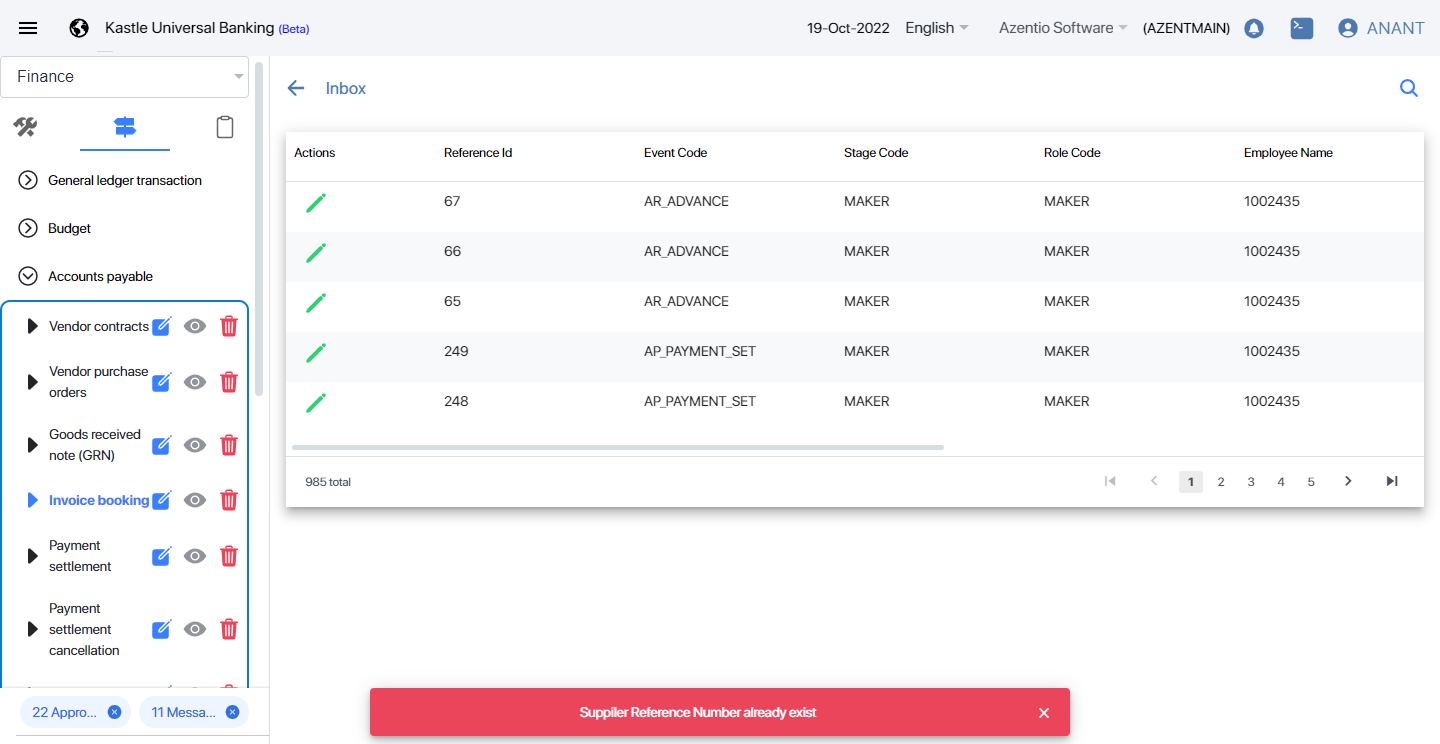 Kastle Universal Banking (Beta)
19-Oct-2022 English Azentio Software (AZENTMAIN) ANANT
Finance
General ledger transaction
Budget
Accounts payable
Vendor contracts
Vendor purchase
orders
Goods received
note (GRN)
Invoice booking
Payment
settlement
Payment
settlement
cancellation
22 Appro...
11 Messa...
Inbox
Actions Reference Id Event Code Stage Code Role Code Employee Name
67 AR_ADVANCE MAKER MAKER 1002435
66 AR_ADVANCE MAKER MAKER 1002435
65 AR_ADVANCE MAKER MAKER 1002435
249 AP_PAYMENT_SET MAKER MAKER 1002435
248 AP_PAYMENT_SET MAKER MAKER 1002435
985 total 1 2 3 4 5
Suppiler Reference Number already exist